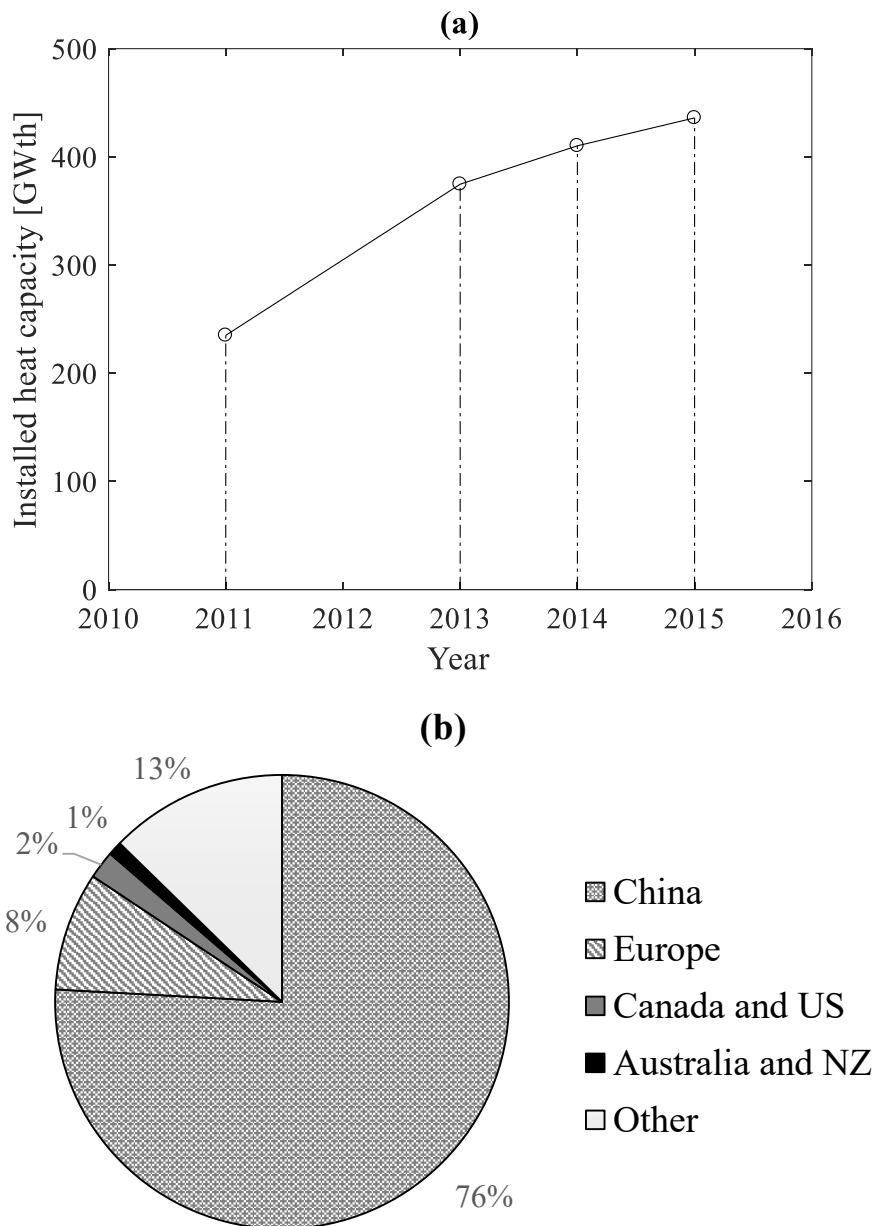 (a)
500
400
300
200
100
0
Installed heat capacity [GWth]
2010 2011 2012 2013 2014 2015 2016
Year
(b)
13%
1%
2%
8%
76%
China
Europe
Canada and US
Australia and NZ
Other